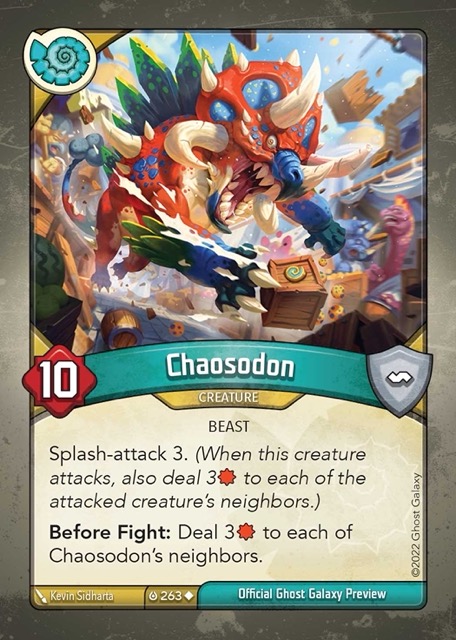 10
Chaosodon
CREATURE
BEAST
Splash-attack 3. (When this creature
attacks, also deal 3 to each of the
attacked creature's neighbors.)
Before Fight: Deal 3 to each of
Chaosodon's neighbors.
©2022 Ghost Galaxy
Kevin Sidharta
263
Official Ghost Galaxy Preview